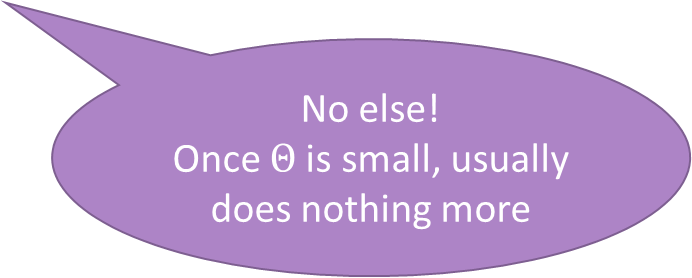 No else!
Once Θ is small, usually
does nothing more